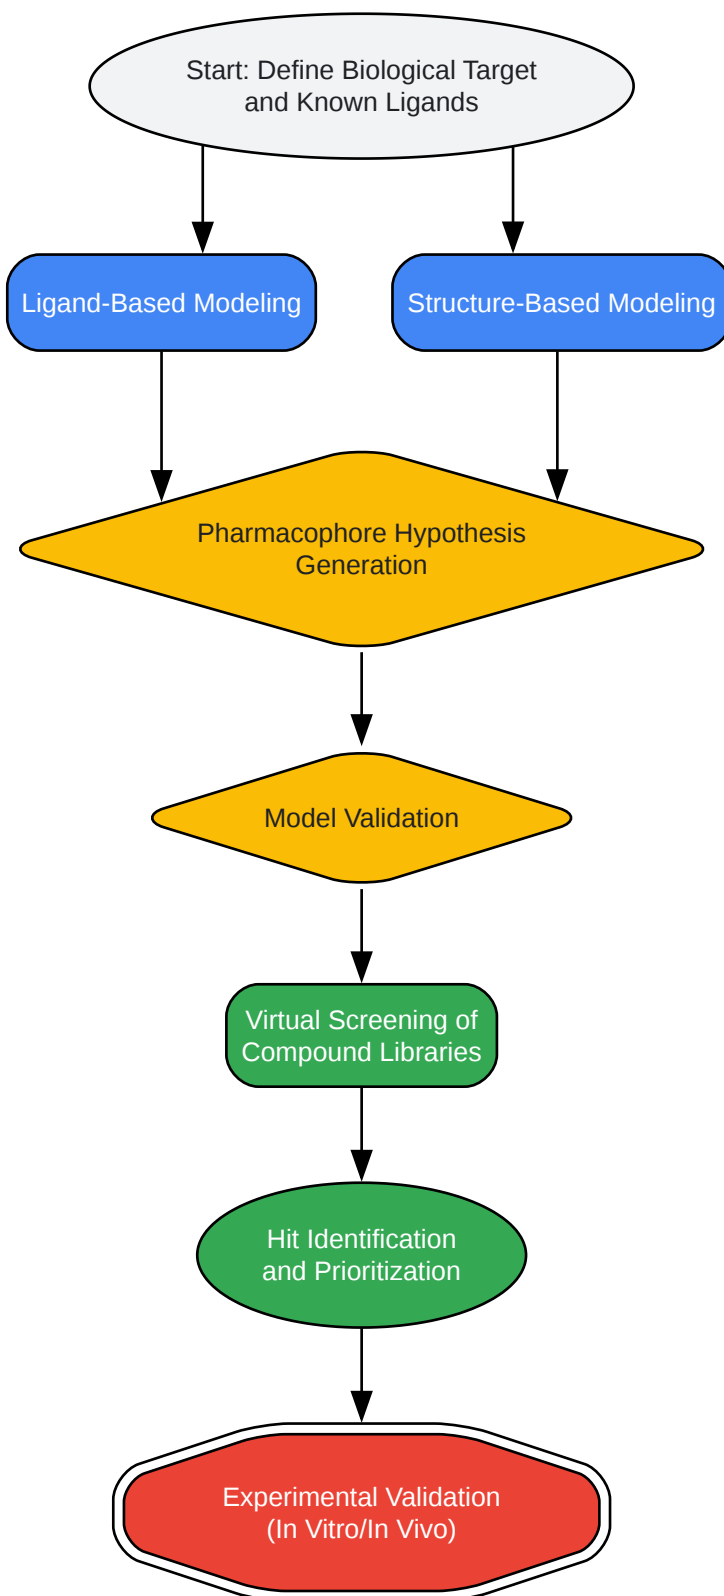 Start: Define Biological Target
and Known Ligands
Ligand-Based Modeling
Structure-Based Modeling
Pharmacophore Hypothesis
Generation
Model Validation
Virtual Screening of
Compound Libraries
Hit Identification
and Prioritization
Experimental Validation
(In Vitro/In Vivo)